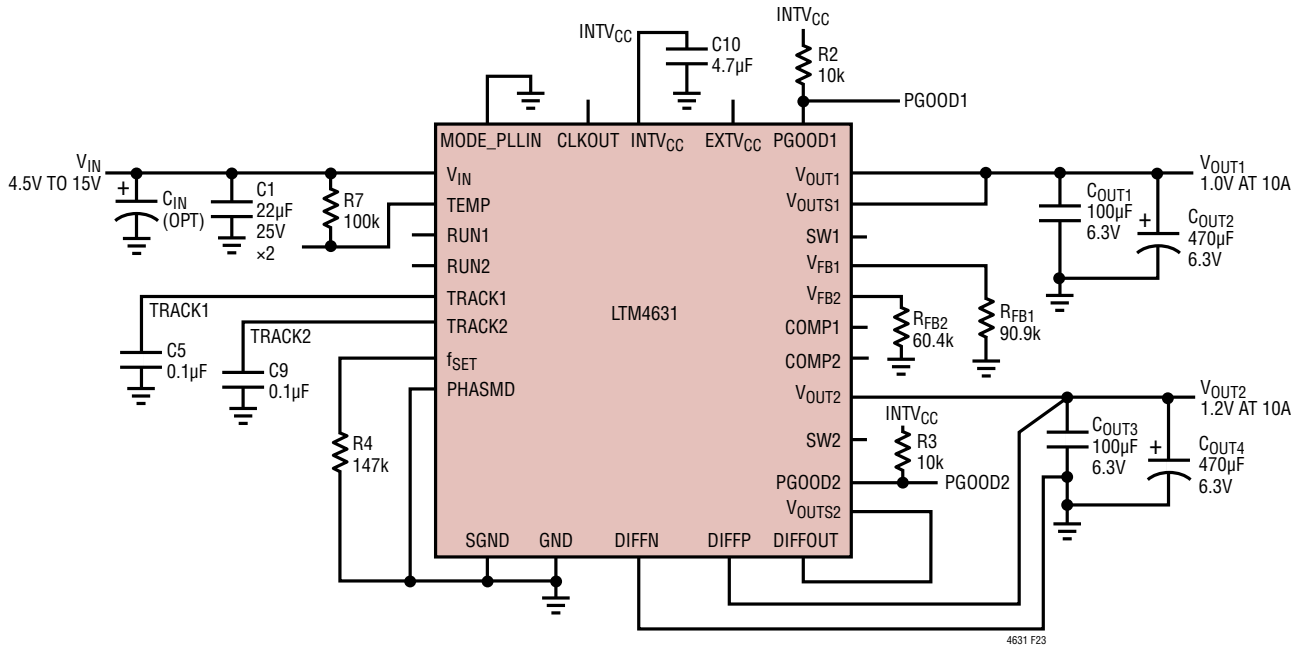 INTVCC
INTVCC
C10
4.7µF
R2
10k
PGOOD1
MODE_PLLIN
CLKOUT
INTVCC
EXTVCC
PGOOD1
VIN
4.5V TO 15V
CIN
(OPT)
C1
22µF
25V
×2
R7
100k
VIN
TEMP
RUN1
RUN2
TRACK1
TRACK2
fSET
PHASMD
TRACK1
C5
0.1µF
TRACK2
C9
0.1µF
R4
147k
LTM4631
VOUT1
VOUTS1
SW1
VFB1
VFB2
COMP1
COMP2
VOUT2
SW2
PGOOD2
VOUTS2
SGND
GND
DIFFN
DIFFP
DIFFOUT
VOUT1
1.0V AT 10A
COUT1
100µF
6.3V
+
COUT2
470µF
6.3V
+
RFB2
60.4k
RFB1
90.9k
INTVCC
R3
10k
PGOOD2
VOUT2
1.2V AT 10A
COUT3
100µF
6.3V
+
COUT4
470µF
6.3V
4631 F23